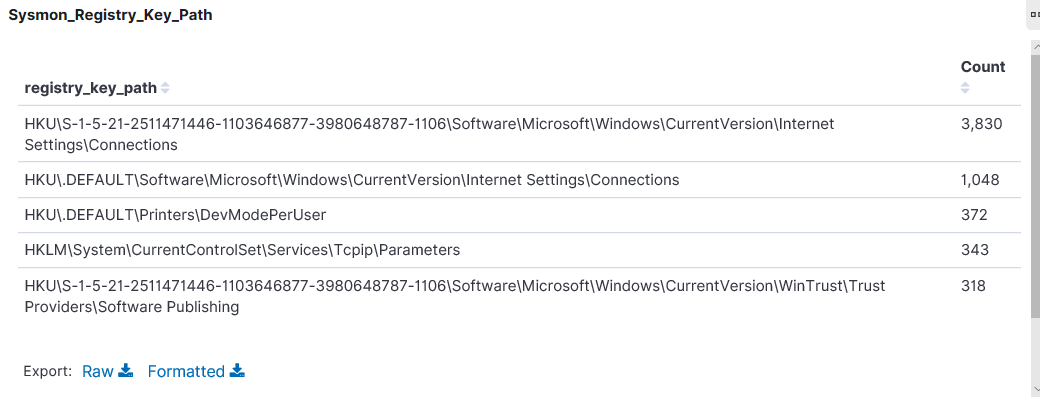 Sysmon_Registry_Key_Path
registry_key_path
Count
HKU\S-1-5-21-2511471446-1103646877-3980648787-1106\Software\Microsoft\Windows\CurrentVersion\Internet
Settings\Connections
3,830
HKU\.DEFAULT\Software\Microsoft\Windows\CurrentVersion\Internet Settings\Connections
1,048
HKU\.DEFAULT\Printers\DevModePerUser
372
HKLM\System\CurrentControlSet\Services\Tcpip\Parameters
343
HKU\S-1-5-21-2511471446-1103646877-3980648787-1106\Software\Microsoft\Windows\CurrentVersion\WinTrust\Trust
Providers\Software Publishing
318
Export: Raw Formatted